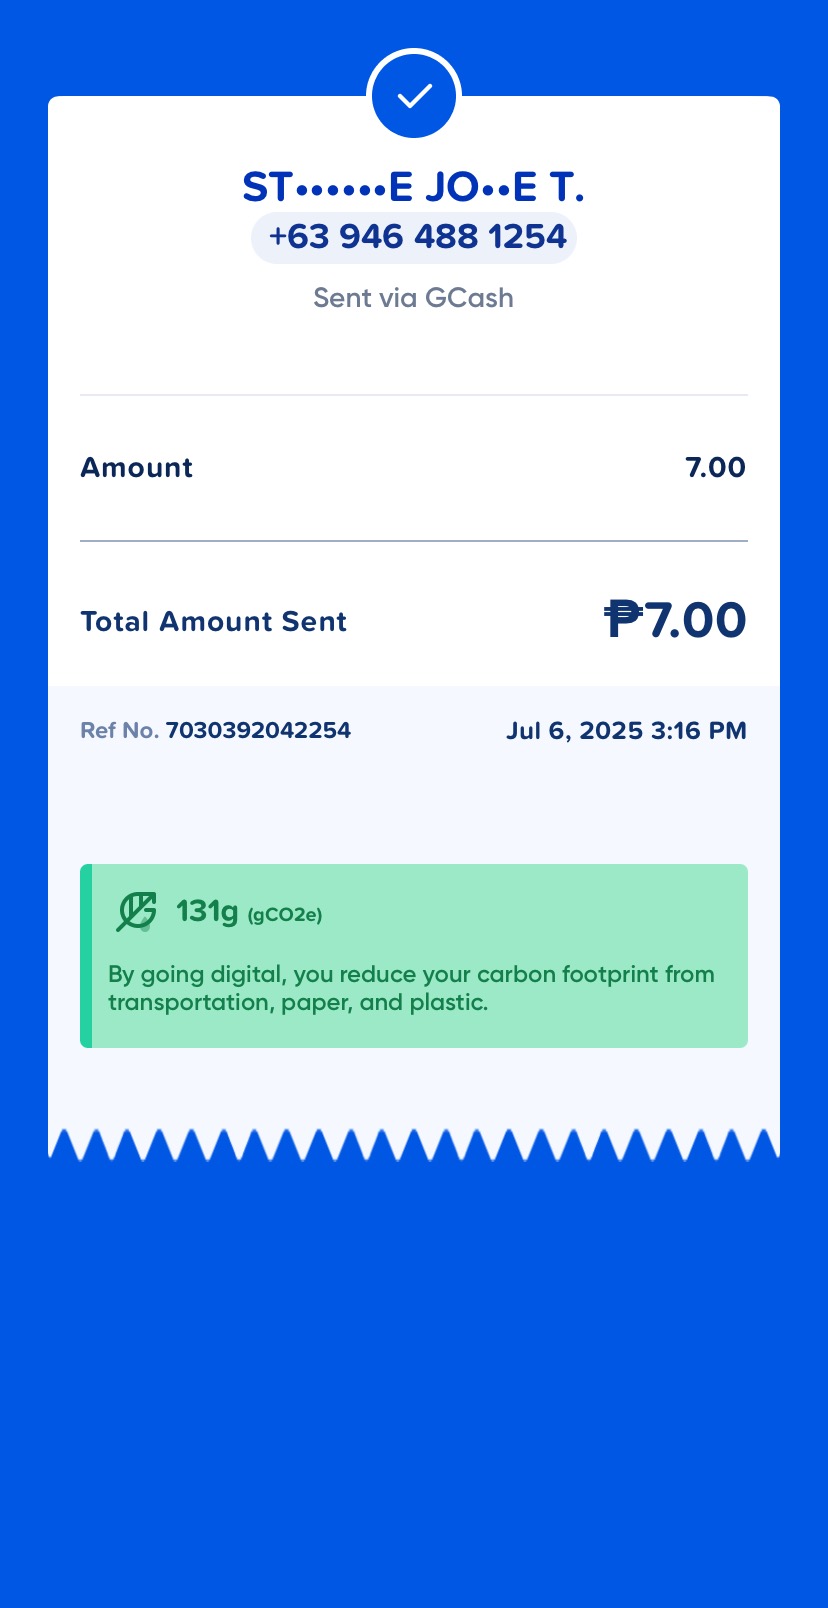 ST••••••E JO••E T.
+63 946 488 1254
Sent via GCash
Amount 7.00
Total Amount Sent ₱7.00
Ref No. 7030392042254 Jul 6, 2025 3:16 PM
131g (gCO2e)
By going digital, you reduce your carbon footprint from
transportation, paper, and plastic.